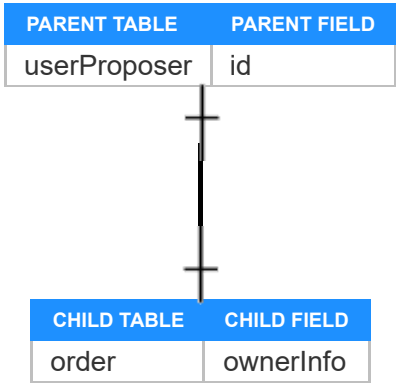 PARENT TABLE PARENT FIELD
userProposer id
CHILD TABLE CHILD FIELD
order ownerInfo